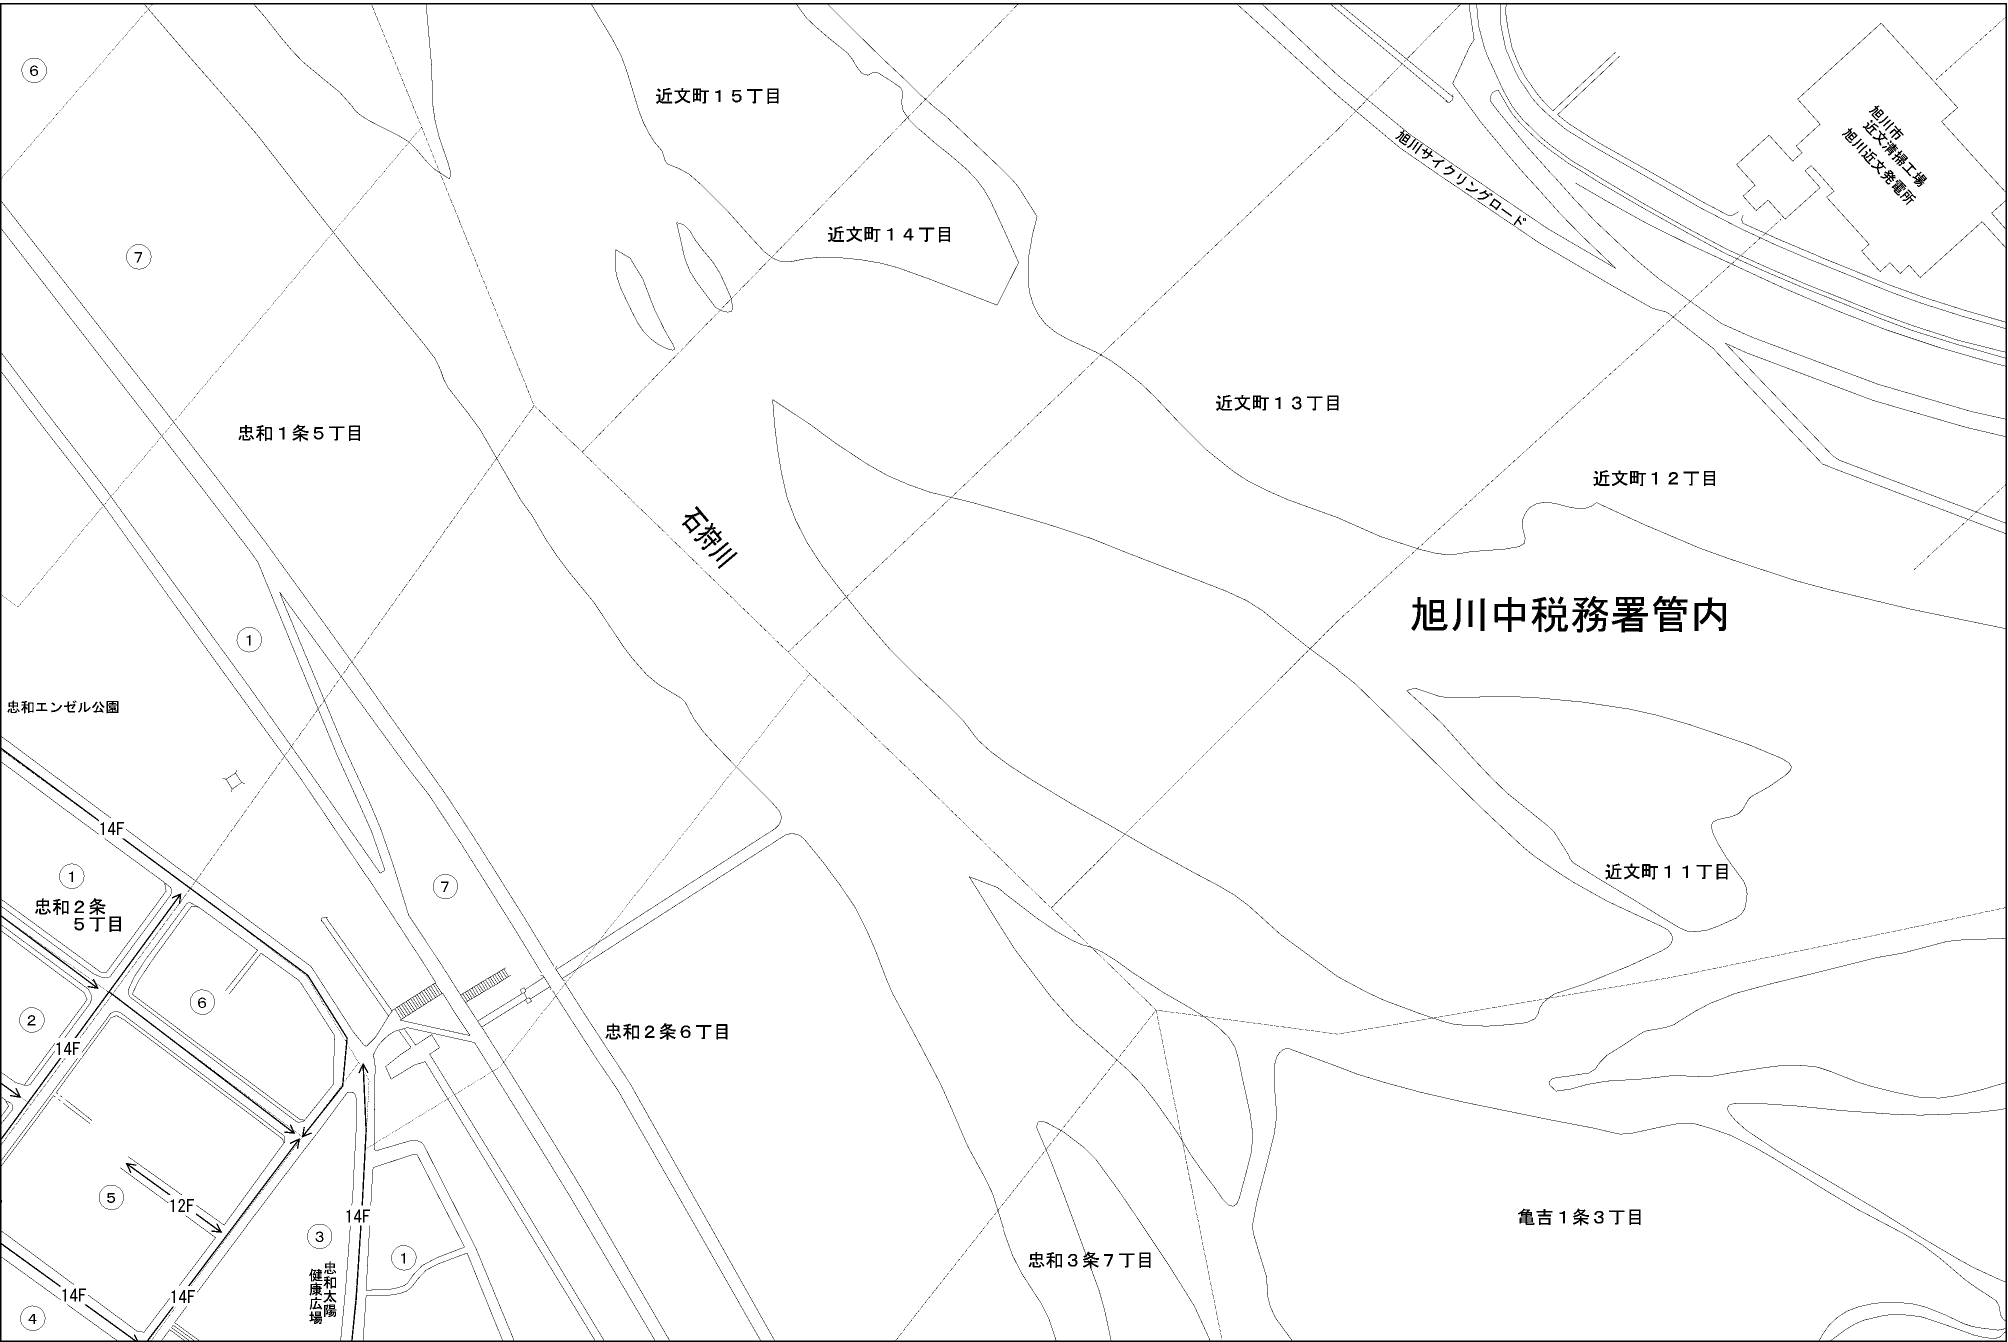 ⑥
近文町１５丁目
旭川市
近文清掃工場
旭川近文発電所
旭川サイクリングロード
近文町１４丁目
⑦
近文町１３丁目
忠和１条５丁目
近文町１２丁目
石狩川
旭川中税務署管内
①
忠和エンゼル公園
14F
①
近文町１１丁目
⑦
忠和２条
５丁目
⑥
②
忠和２条６丁目
14F
⑤
12F
14F
亀吉１条３丁目
③
①
忠和３条７丁目
忠和太陽
健康広場
14F
14F
④